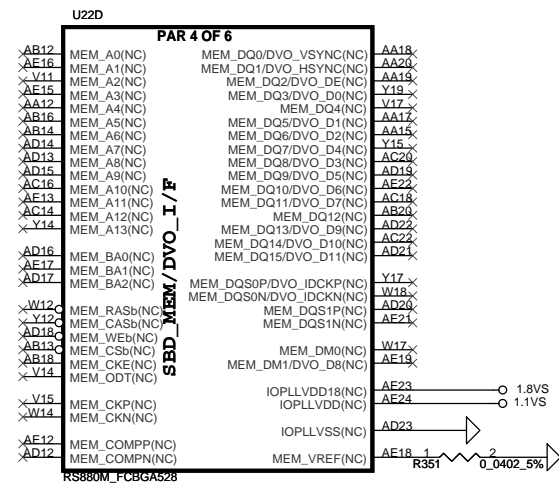 U22D
PAR 4 OF 6
AB12 MEM_A0(NC) MEM_DQ0/DVO_VSYNC(NC) AA18
AE16 MEM_A1(NC) MEM_DQ1/DVO_HSYNC(NC) AA20
V11 MEM_A2(NC) MEM_DQ2/DVO_DE(NC) AA19
AE15 MEM_A3(NC) MEM_DQ3/DVO_D0(NC) Y19
AA12 MEM_A4(NC) MEM_DQ4(NC) V17
AB16 MEM_A5(NC) MEM_DQ5/DVO_D1(NC) AA17
AB14 MEM_A6(NC) MEM_DQ6/DVO_D2(NC) AA15
AD14 MEM_A7(NC) MEM_DQ7/DVO_D4(NC) Y15
AD13 MEM_A8(NC) MEM_DQ8/DVO_D3(NC) AC20
AD15 MEM_A9(NC) MEM_DQ9/DVO_D5(NC) AD19
AC16 MEM_A10(NC) MEM_DQ10/DVO_D6(NC) AE22
AE13 MEM_A11(NC) MEM_DQ11/DVO_D7(NC) AC18
AC14 MEM_A12(NC) MEM_DQ12(NC) AB20
Y14 MEM_A13(NC) MEM_DQ13/DVO_D9(NC) AD22
MEM_DQ14/DVO_D10(NC) AC22
AD16 MEM_BA0(NC) MEM_DQ15/DVO_D11(NC) AD21
AE17 MEM_BA1(NC)
AD17 MEM_BA2(NC) MEM_DQS0P/DVO_IDCKP(NC) Y17
MEM_DQS0N/DVO_IDCKN(NC) W18
W12 MEM_RASb(NC) MEM_DQS1P(NC) AD20
Y12 MEM_CASb(NC) MEM_DQS1N(NC) AE21
AD18 MEM_WEb(NC)
AB13 MEM_CSb(NC) MEM_DM0(NC) W17
AB18 MEM_CKE(NC) MEM_DM1/DVO_D8(NC) AE19
V14 MEM_ODT(NC)
SBD_MEM/DVO_I/F
IOPLLVDD18(NC) AE23 1.8VS
V15 MEM_CKP(NC) IOPLLVDD(NC) AE24 1.1VS
W14 MEM_CKN(NC)
IOPLLVSS(NC) AD23
AE12 MEM_COMPP(NC)
AD12 MEM_COMPN(NC) MEM_VREF(NC) AE18 1 2
R351 0_0402_5%
RS880M_FCBGA528